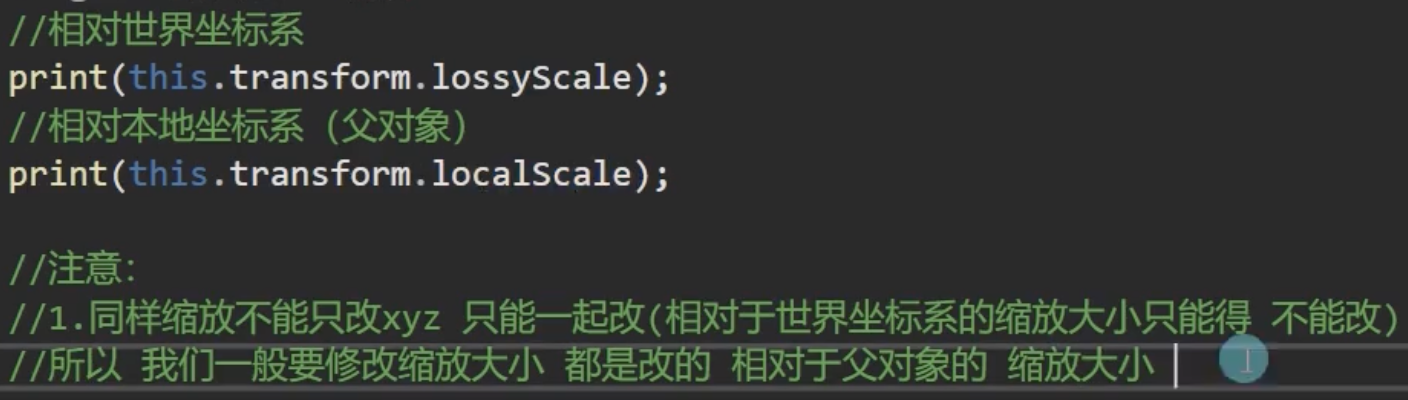 //相对世界坐标系
print(this.transform.lossyScale);
//相对本地坐标系（父对象）
print(this.transform.localScale);
//注意：
//1.同样缩放不能只改xyz 只能一起改(相对于世界坐标系的缩放大小只能得 不能改)
//所以 我们一般要修改缩放大小 都是改的 相对于父对象的 缩放大小